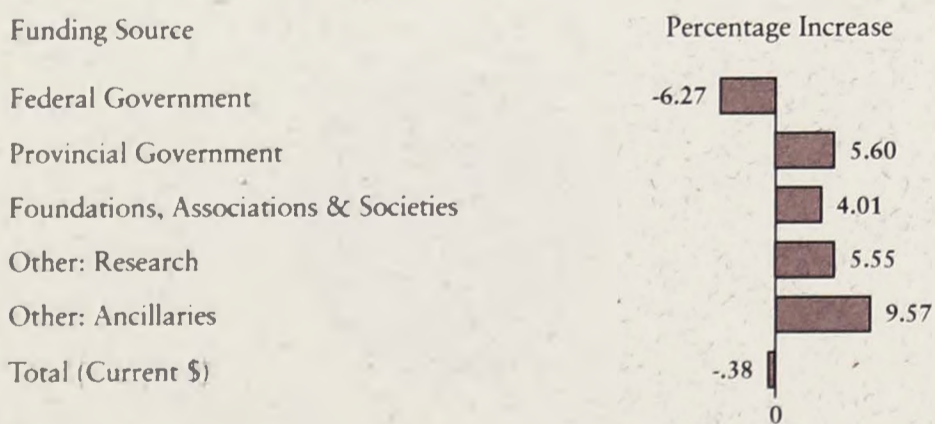 Funding Source Percentage Increase
Federal Government -6.27
Provincial Government 5.60
Foundations, Associations & Societies 4.01
Other: Research 5.55
Other: Ancillaries 9.57
Total (Current $) -.38
0